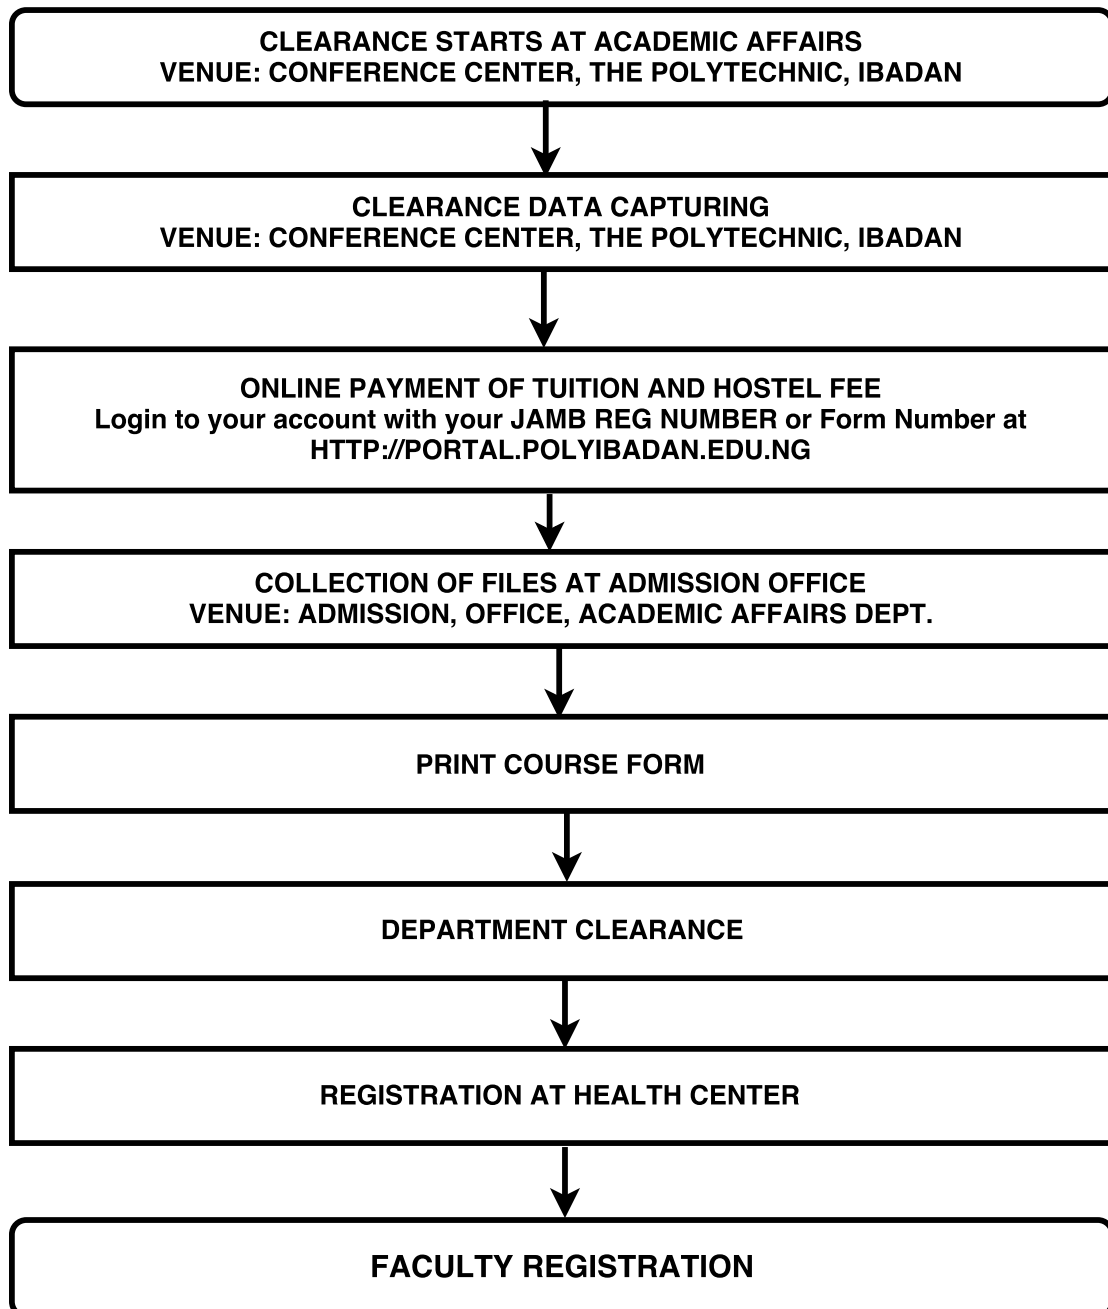 CLEARANCE STARTS AT ACADEMIC AFFAIRS
VENUE: CONFERENCE CENTER, THE POLYTECHNIC, IBADAN
CLEARANCE DATA CAPTURING
VENUE: CONFERENCE CENTER, THE POLYTECHNIC, IBADAN
ONLINE PAYMENT OF TUITION AND HOSTEL FEE
Login to your account with your JAMB REG NUMBER or Form Number at
HTTP://PORTAL.POLYIBADAN.EDU.NG
COLLECTION OF FILES AT ADMISSION OFFICE
VENUE: ADMISSION, OFFICE, ACADEMIC AFFAIRS DEPT.
PRINT COURSE FORM
DEPARTMENT CLEARANCE
REGISTRATION AT HEALTH CENTER
FACULTY REGISTRATION